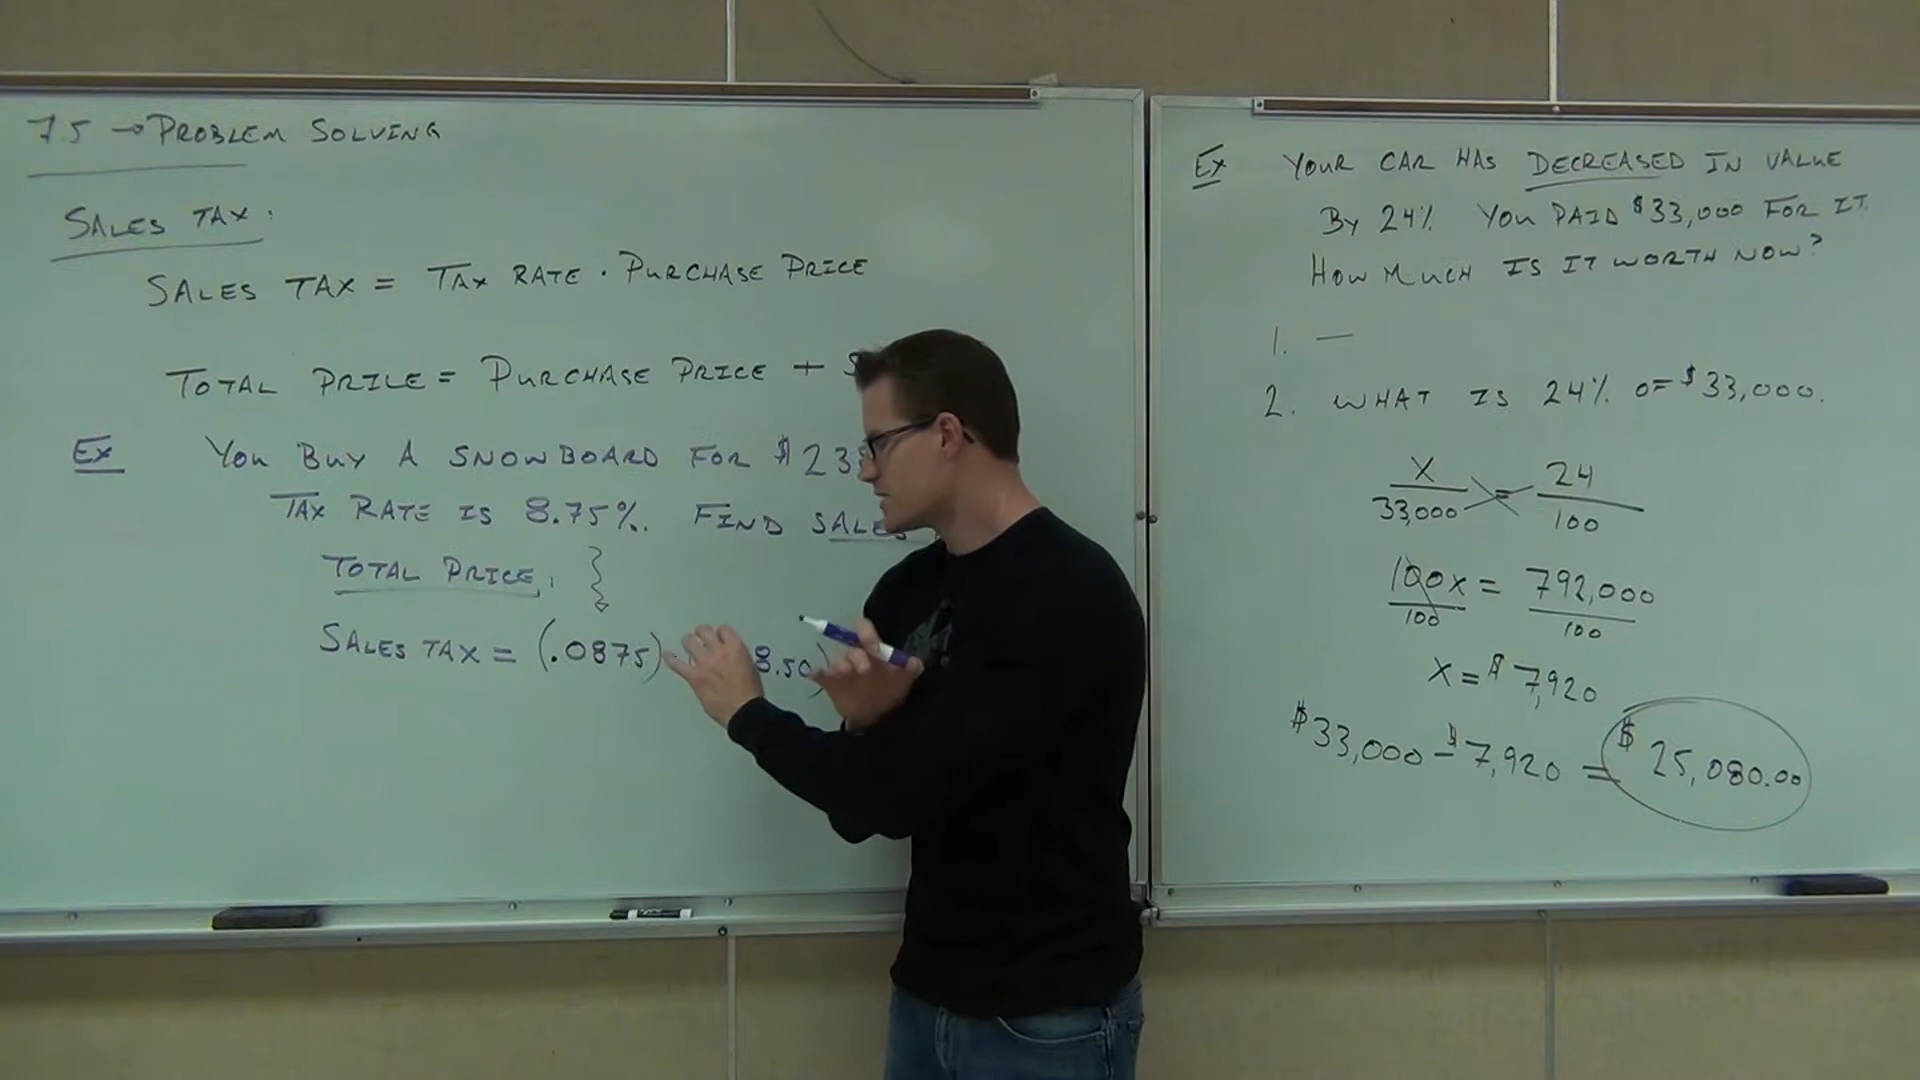 7.5 → PROBLEM SOLVING
SALES TAX:
SALES TAX = TAX RATE · PURCHASE PRICE
TOTAL PRICE = PURCHASE PRICE + S
Ex YOU BUY A SNOWBOARD FOR $ 23
TAX RATE IS 8.75%. FIND SALES
TOTAL PRICE.
SALES TAX = (.0875) 8.50)
Ex YOUR CAR HAS DECREASED IN VALUE
BY 24% YOU PAID $33,000 FOR IT.
HOW MUCH IS IT WORTH NOW?
1. —
2. WHAT IS 24% OF $33,000.
X/33,000 = 24/100
100x/100 = 792,000/100
X = $7,920
$33,000 - $7,920 = $25,080.00